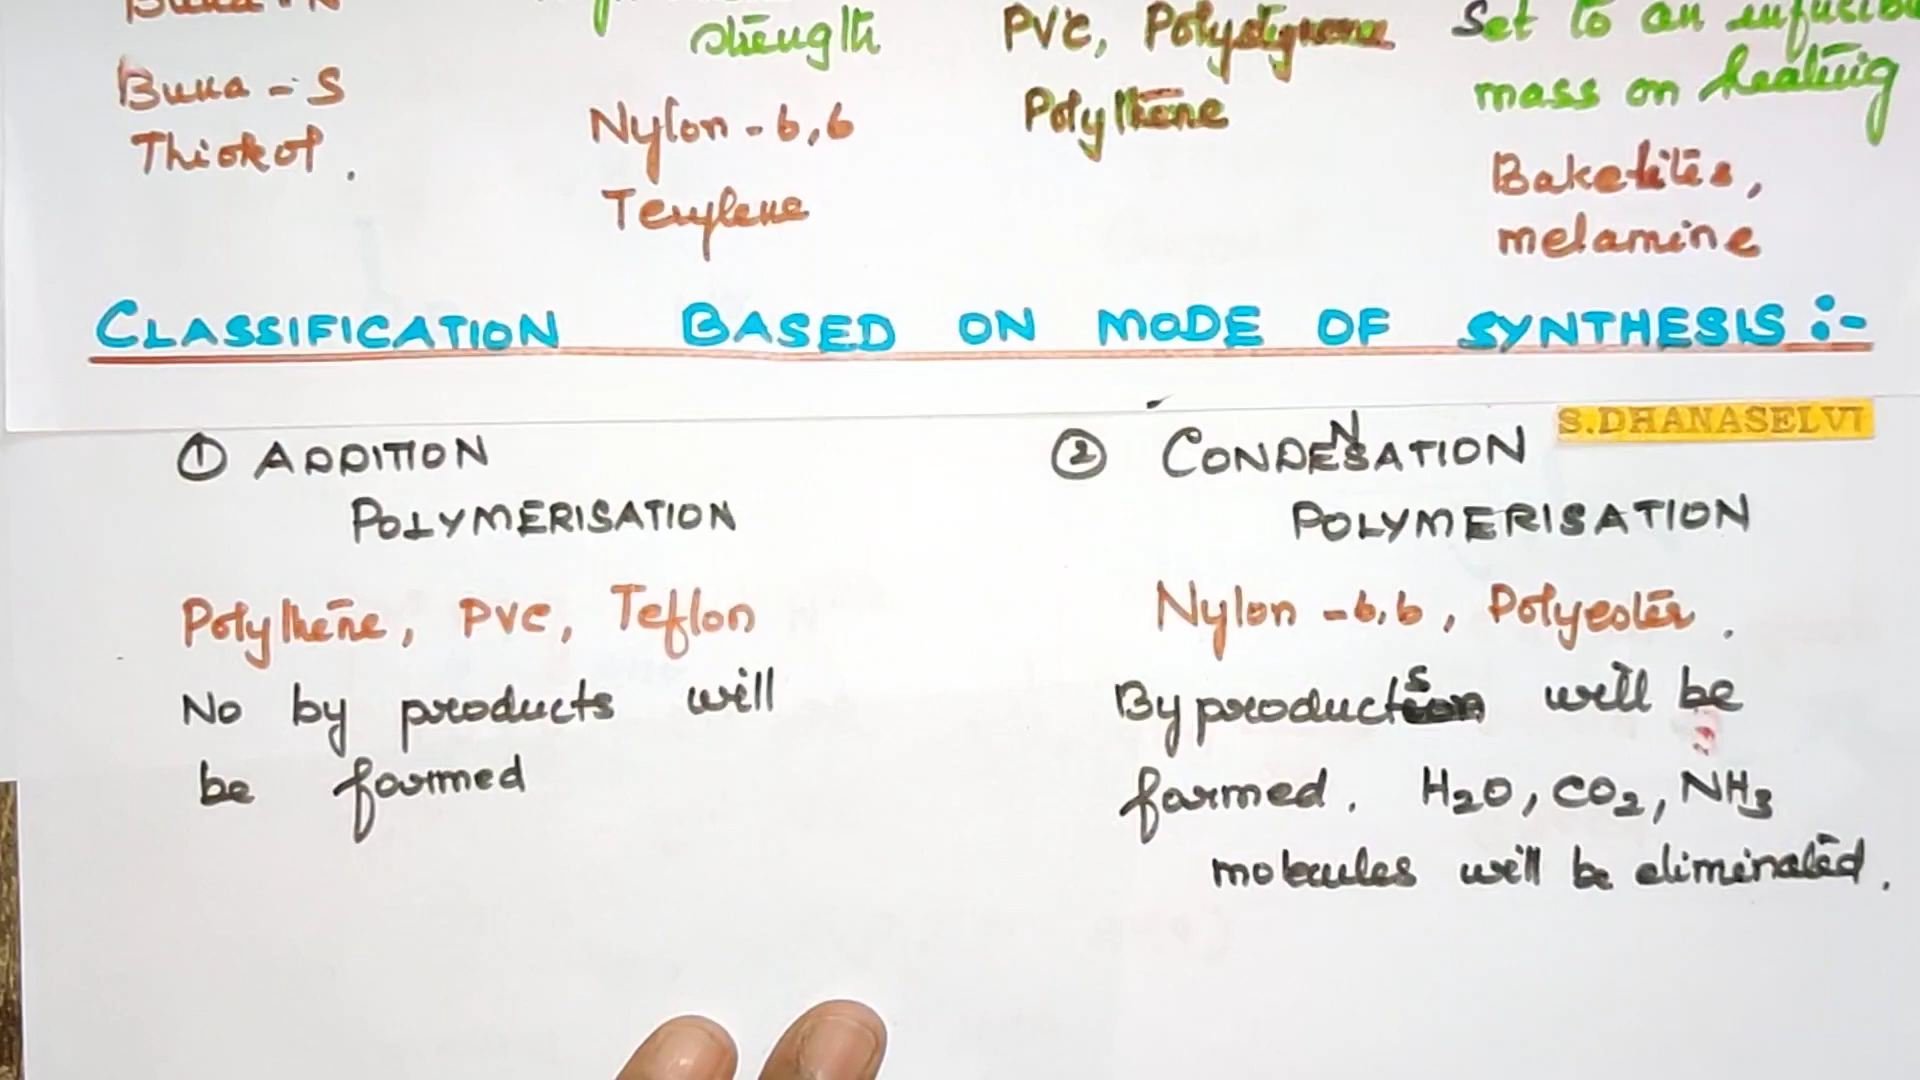 Buna-N
strength
PVC, Polystyrene
Set to an infusible
Buna-S
Nylon-6,6
Polythene
mass on heating
Thiokol.
Terylene
Baketites,
melamine
CLASSIFICATION BASED ON MODE OF SYNTHESIS :-
S.DHANASELVI
① ADDITION
POLYMERISATION
Polythene, PVC, Teflon
No by products will
be formed
② CONDENSATION
POLYMERISATION
Nylon-6,6, Polyester.
By products will be
formed. H2O, CO2, NH3
molecules will be eliminated.